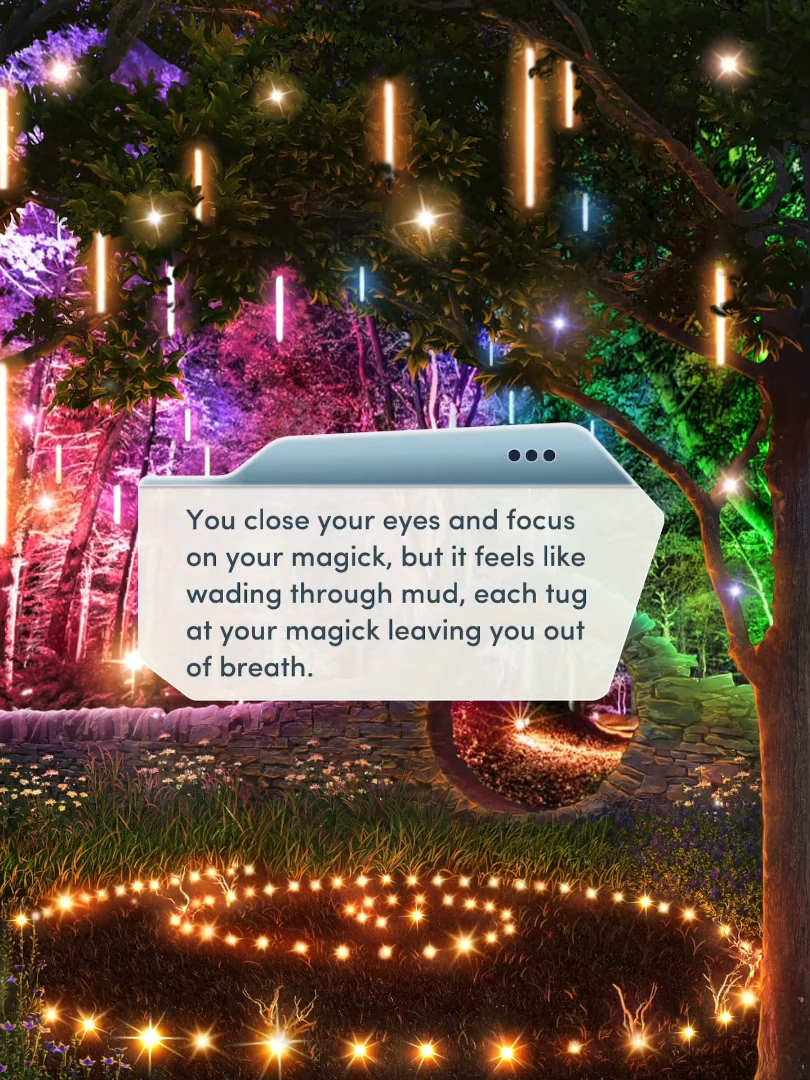 You close your eyes and focus
on your magick, but it feels like
wading through mud, each tug
at your magick leaving you out
of breath.